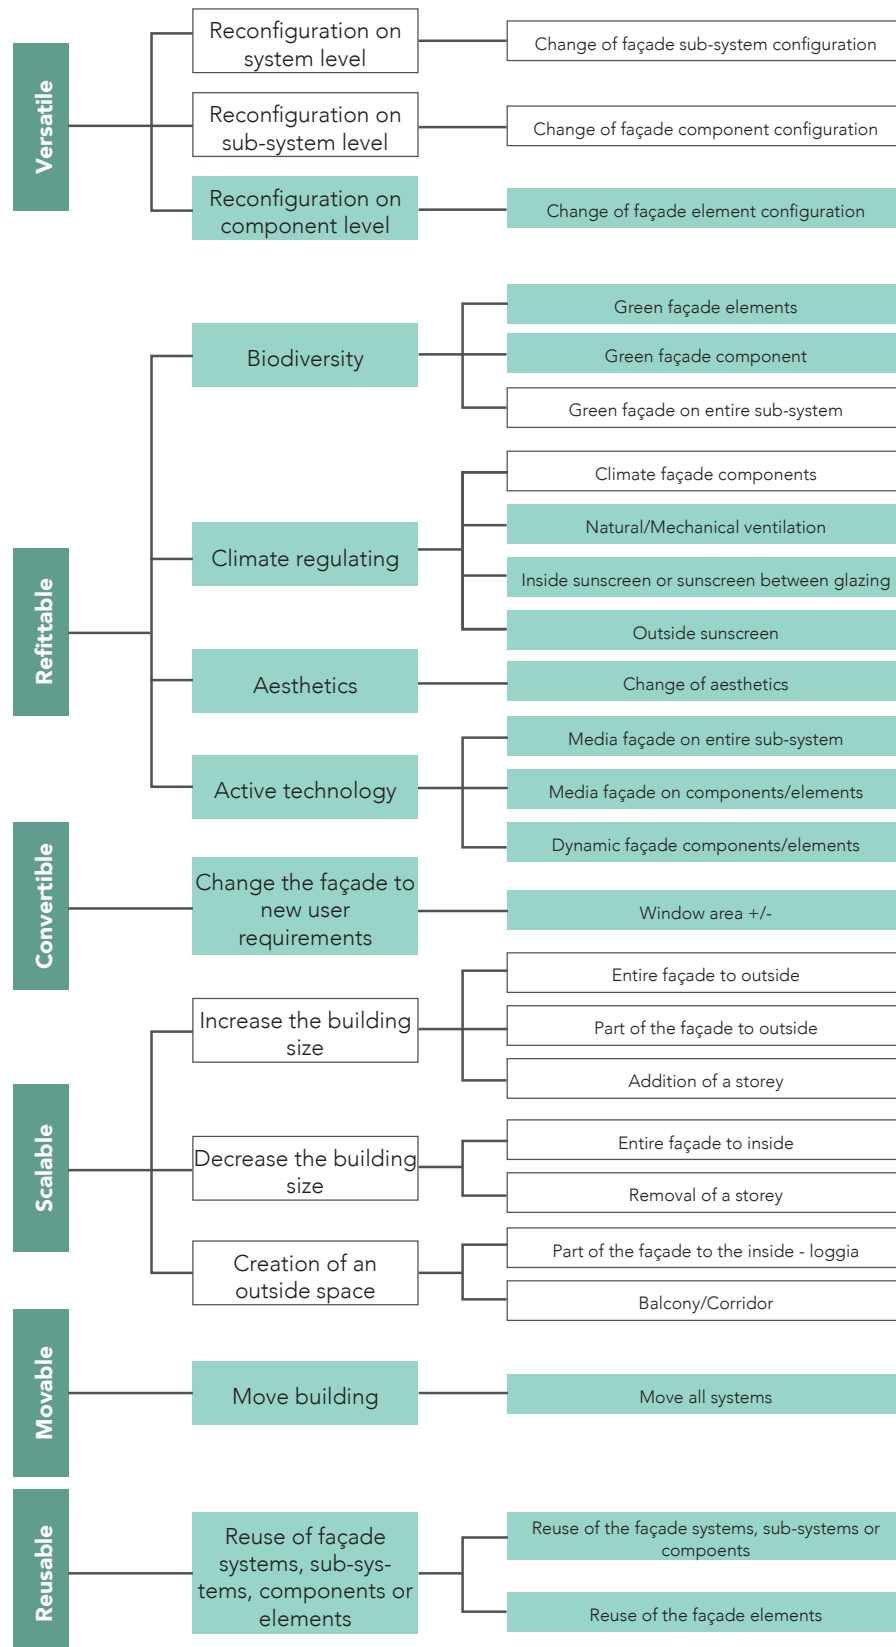 Versatile
Reconfiguration on
system level
Change of façade sub-system configuration
Reconfiguration on
sub-system level
Change of façade component configuration
Reconfiguration on
component level
Change of façade element configuration
Refittable
Biodiversity
Green façade elements
Green façade component
Green façade on entire sub-system
Climate regulating
Climate façade components
Natural/Mechanical ventilation
Inside sunscreen or sunscreen between glazing
Outside sunscreen
Aesthetics
Change of aesthetics
Active technology
Media façade on entire sub-system
Media façade on components/elements
Dynamic façade components/elements
Convertible
Change the façade to
new user
requirements
Window area +/-
Scalable
Increase the building
size
Entire façade to outside
Part of the façade to outside
Addition of a storey
Decrease the building
size
Entire façade to inside
Removal of a storey
Creation of an
outside space
Part of the façade to the inside - loggia
Balcony/Corridor
Movable
Move building
Move all systems
Reusable
Reuse of façade
systems, sub-sys-
tems, components or
elements
Reuse of the façade systems, sub-systems or
compoents
Reuse of the façade elements